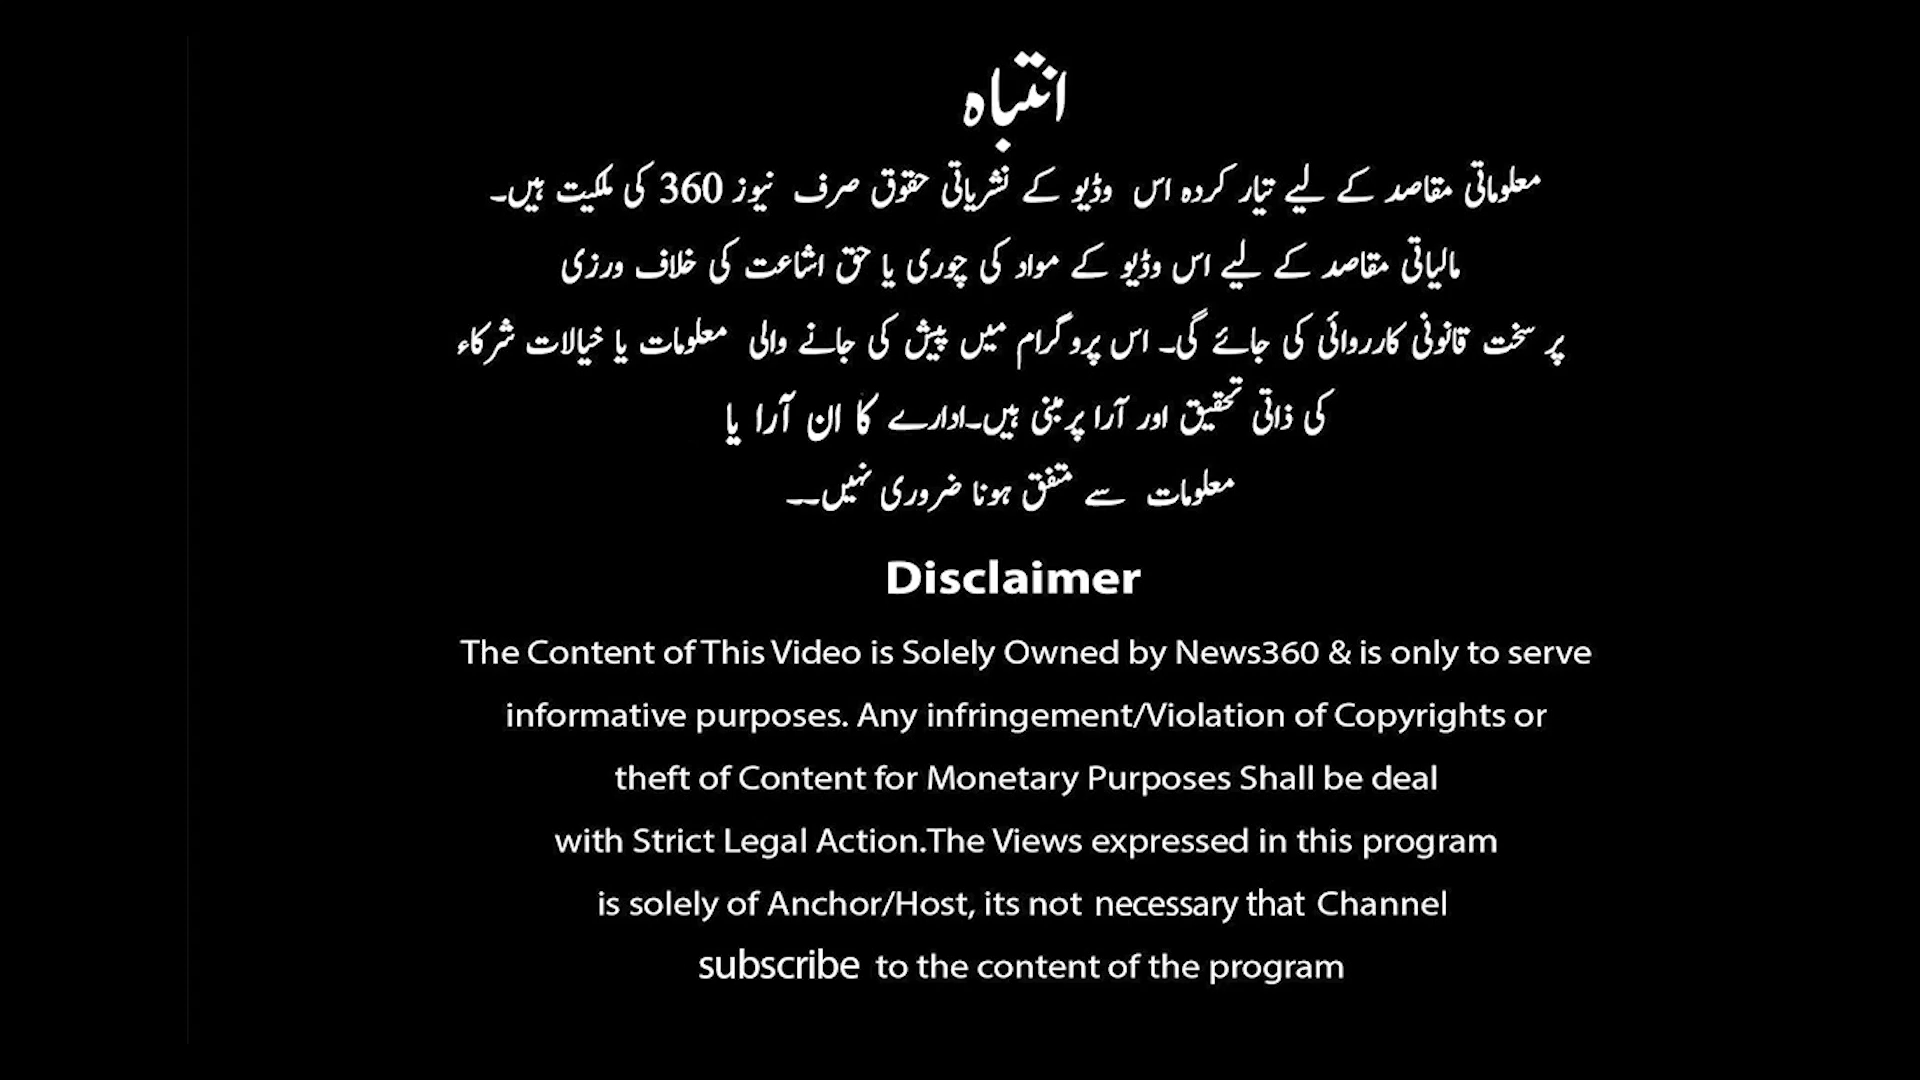 انتباہ
معلوماتی مقاصد کے لیے تیار کردہ اس وڈیو کے نشریاتی حقوق صرف نیوز 360 کی ملکیت ہیں۔
مالیاتی مقاصد کے لیے اس وڈیو کے مواد کی چوری یا حق اشاعت کی خلاف ورزی
پر سخت قانونی کارروائی کی جائے گی۔ اس پروگرام میں پیش کی جانے والی معلومات یا خیالات شرکاء
کی ذاتی تحقیق اور آرا پر مبنی ہیں۔ادارے کا ان آرا یا
معلومات سے متفق ہونا ضروری نہیں۔۔
Disclaimer
The Content of This Video is Solely Owned by News360 & is only to serve
informative purposes. Any infringement/Violation of Copyrights or
theft of Content for Monetary Purposes Shall be deal
with Strict Legal Action.The Views expressed in this program
is solely of Anchor/Host, its not necessary that Channel
subscribe to the content of the program